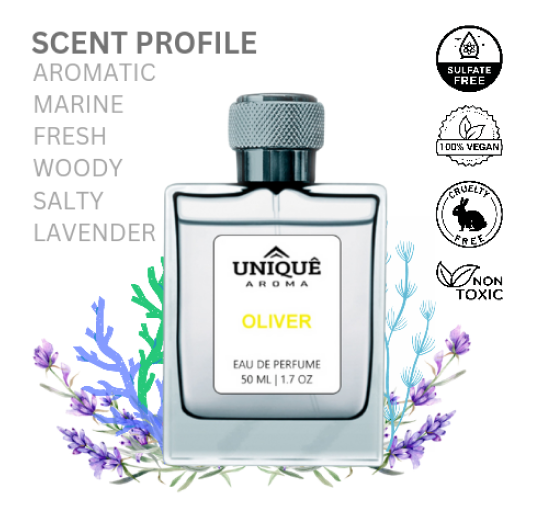 SCENT PROFILE
AROMATIC
MARINE
FRESH
WOODY
SALTY
LAVENDER
SULFATE
FREE
100% VEGAN
CRUELTY
FREE
NON
TOXIC
UNIQUÊ
AROMA
OLIVER
EAU DE PERFUME
50 ML | 1.7 OZ